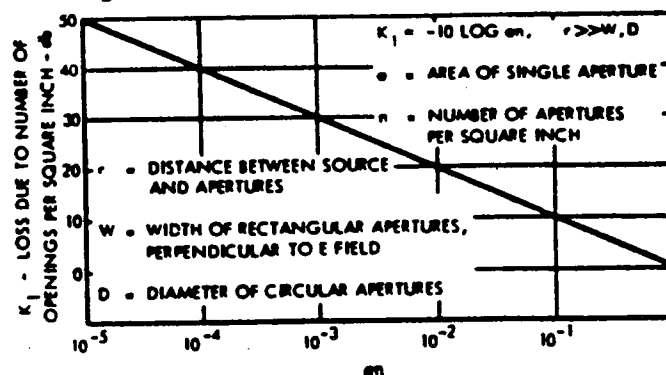 K₁ = -10 LOG an, r>>W, D
a = AREA OF SINGLE APERTURE
n = NUMBER OF APERTURES
PER SQUARE INCH
r = DISTANCE BETWEEN SOURCE
AND APERTURES
W = WIDTH OF RECTANGULAR APERTURES,
PERPENDICULAR TO E FIELD
D = DIAMETER OF CIRCULAR APERTURES
K₁ - LOSS DUE TO NUMBER OF
OPENINGS PER SQUARE INCH - db
50
40
30
20
10
0
10⁻⁵ 10⁻⁴ 10⁻³ 10⁻² 10⁻¹
an